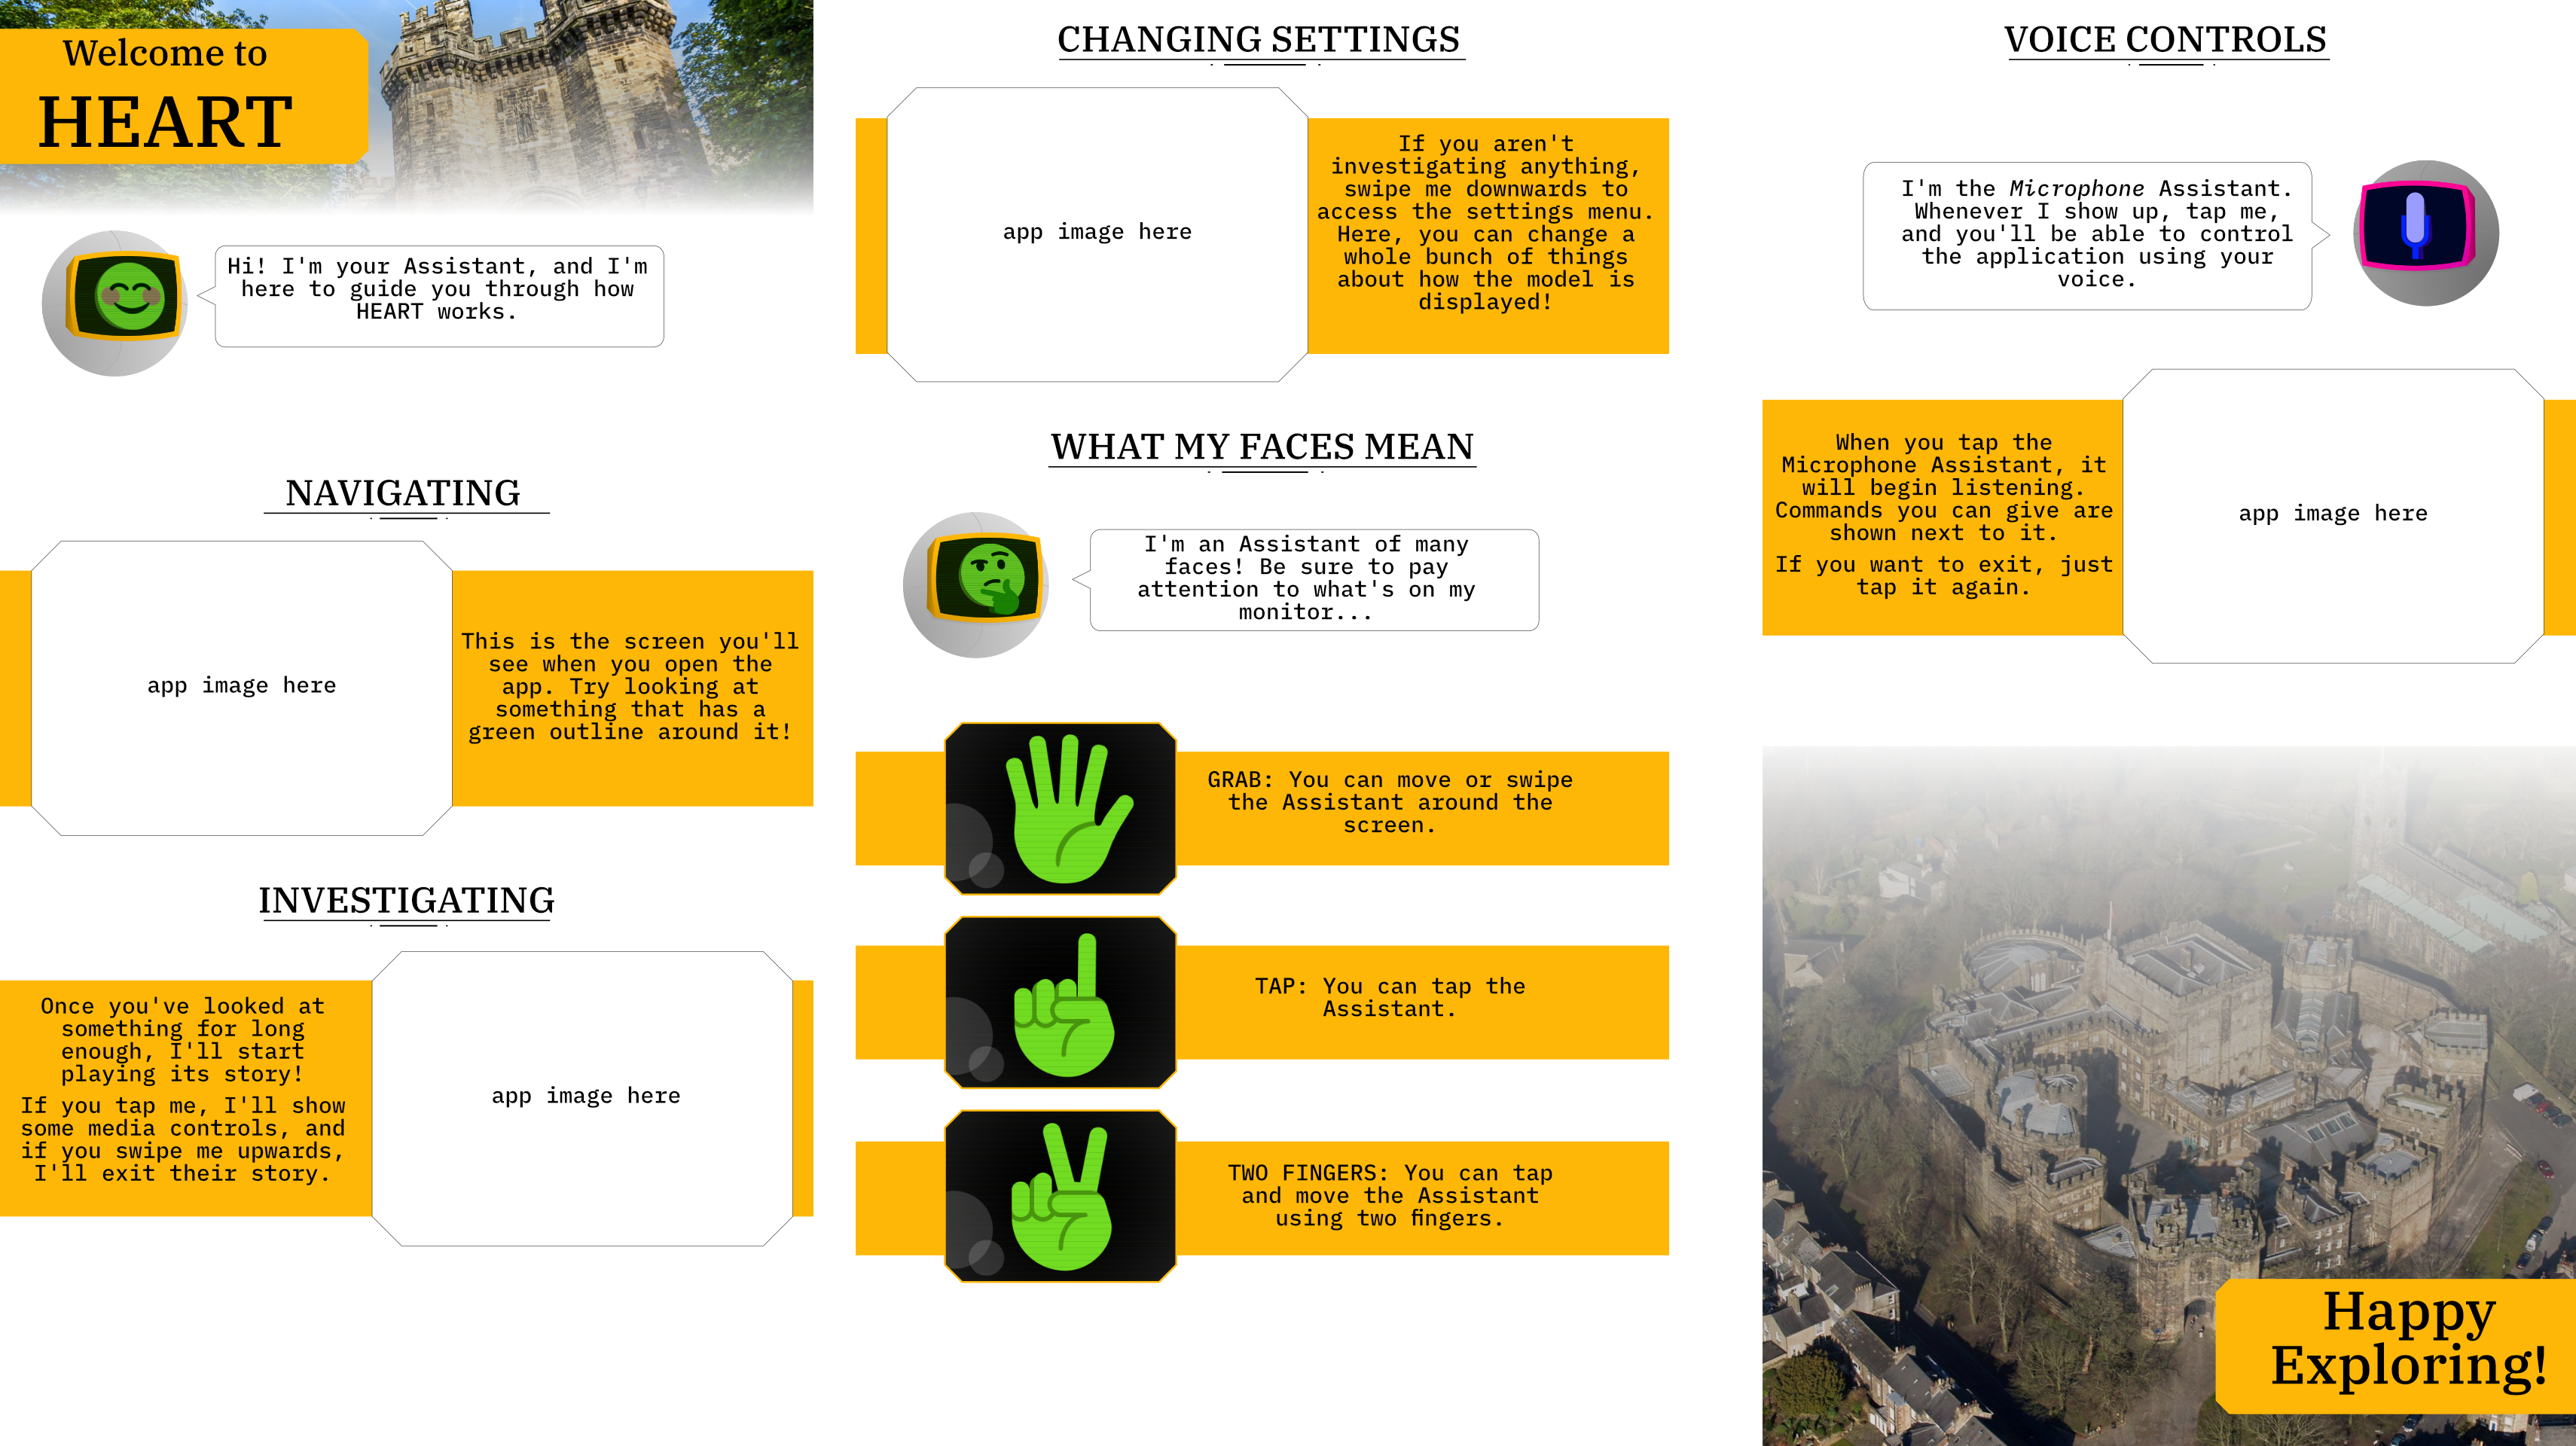 Welcome to
HEART
Hi! I'm your Assistant, and I'm
here to guide you through how
HEART works.
NAVIGATING
app image here
This is the screen you'll
see when you open the
app. Try looking at
something that has a
green outline around it!
INVESTIGATING
Once you've looked at
something for long
enough, I'll start
playing its story!
If you tap me, I'll show
some media controls, and
if you swipe me upwards,
I'll exit their story.
app image here
CHANGING SETTINGS
app image here
If you aren't
investigating anything,
swipe me downwards to
access the settings menu.
Here, you can change a
whole bunch of things
about how the model is
displayed!
WHAT MY FACES MEAN
I'm an Assistant of many
faces! Be sure to pay
attention to what's on my
monitor...
GRAB: You can move or swipe
the Assistant around the
screen.
TAP: You can tap the
Assistant.
TWO FINGERS: You can tap
and move the Assistant
using two fingers.
VOICE CONTROLS
I'm the Microphone Assistant.
Whenever I show up, tap me,
and you'll be able to control
the application using your
voice.
When you tap the
Microphone Assistant, it
will begin listening.
Commands you can give are
shown next to it.
If you want to exit, just
tap it again.
app image here
Happy
Exploring!